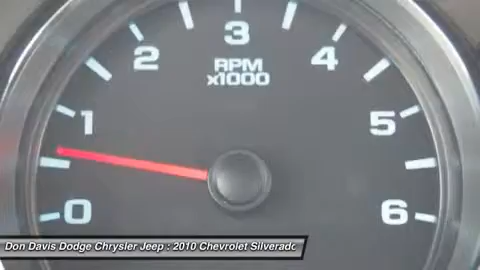 3
2
4
RPM
x1000
1
5
0
6
Don Davis Dodge Chrysler Jeep : 2010 Chevrolet Silverado